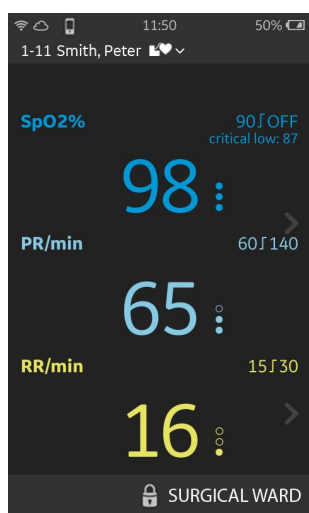 11:50 50%
1-11 Smith, Peter
SpO2% 90 OFF
critical low: 87
98
PR/min 60 140
65
RR/min 15 30
16
SURGICAL WARD